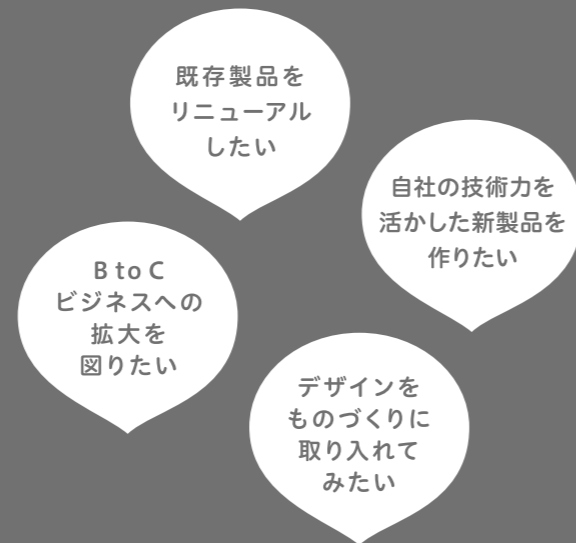 既存製品を
リニューアル
したい
自社の技術力を
活かした新製品を
作りたい
B to C
ビジネスへの
拡大を
図りたい
デザインを
ものづくりに
取り入れて
みたい